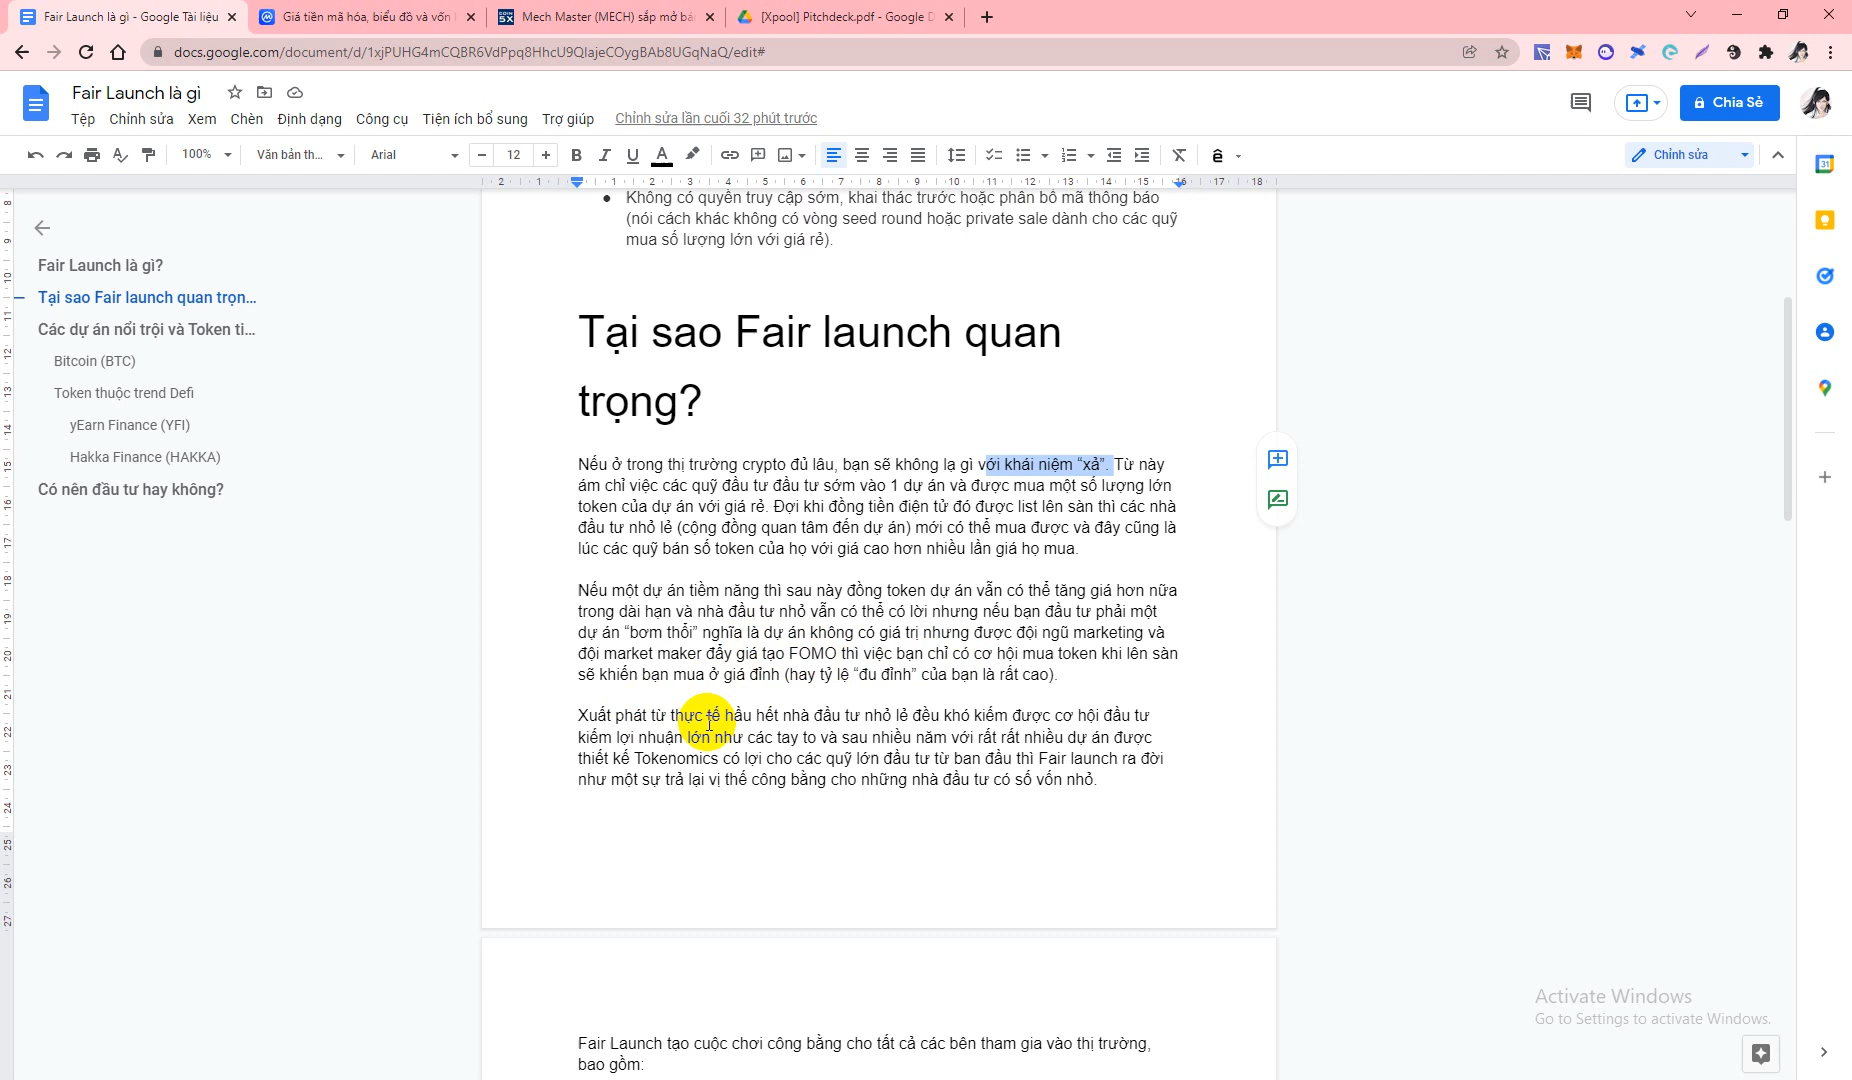 Fair Launch là gì - Google Tài liệu
Giá tiền mã hóa, biểu đồ và vốn
Mech Master (MECH) sắp mở bá
[Xpool] Pitchdeck.pdf - Google D
docs.google.com/document/d/1xjPUHG4mCQBR6VdPpq8HhcU9QlajeCOygBAb8UGqNaQ/edit#
Fair Launch là gì
Tệp Chỉnh sửa Xem Chèn Định dạng Công cụ Tiện ích bổ sung Trợ giúp Chỉnh sửa lần cuối 32 phút trước
Chia Sẻ
100% Văn bản th... Arial 12 Chỉnh sửa
2 1 1 2 3 4 5 6 7 8 9 10 11 12 13 14 15 16 17 18
Fair Launch là gì?
Tại sao Fair launch quan trọn...
Các dự án nổi trội và Token ti...
Bitcoin (BTC)
Token thuộc trend Defi
yEarn Finance (YFI)
Hakka Finance (HAKKA)
Có nên đầu tư hay không?
Không có quyền truy cập sớm, khai thác trước hoặc phân bổ mã thông báo
(nói cách khác không có vòng seed round hoặc private sale dành cho các quỹ
mua số lượng lớn với giá rẻ).
Tại sao Fair launch quan
trọng?
Nếu ở trong thị trường crypto đủ lâu, bạn sẽ không lạ gì với khái niệm “xả”. Từ này
ám chỉ việc các quỹ đầu tư đầu tư sớm vào 1 dự án và được mua một số lượng lớn
token của dự án với giá rẻ. Đợi khi đồng tiền điện tử đó được list lên sàn thì các nhà
đầu tư nhỏ lẻ (cộng đồng quan tâm đến dự án) mới có thể mua được và đây cũng là
lúc các quỹ bán số token của họ với giá cao hơn nhiều lần giá họ mua.
Nếu một dự án tiềm năng thì sau này đồng token dự án vẫn có thể tăng giá hơn nữa
trong dài hạn và nhà đầu tư nhỏ vẫn có thể có lời nhưng nếu bạn đầu tư phải một
dự án “bơm thổi” nghĩa là dự án không có giá trị nhưng được đội ngũ marketing và
đội market maker đẩy giá tạo FOMO thì việc bạn chỉ có cơ hội mua token khi lên sàn
sẽ khiến bạn mua ở giá đỉnh (hay tỷ lệ “đu đỉnh” của bạn là rất cao).
Xuất phát từ thực tế hầu hết nhà đầu tư nhỏ lẻ đều khó kiếm được cơ hội đầu tư
kiếm lợi nhuận lớn như các tay to và sau nhiều năm với rất rất nhiều dự án được
thiết kế Tokenomics có lợi cho các quỹ lớn đầu tư từ ban đầu thì Fair launch ra đời
như một sự trả lại vị thế công bằng cho những nhà đầu tư có số vốn nhỏ.
Fair Launch tạo cuộc chơi công bằng cho tất cả các bên tham gia vào thị trường,
bao gồm:
Activate Windows
Go to Settings to activate Windows.